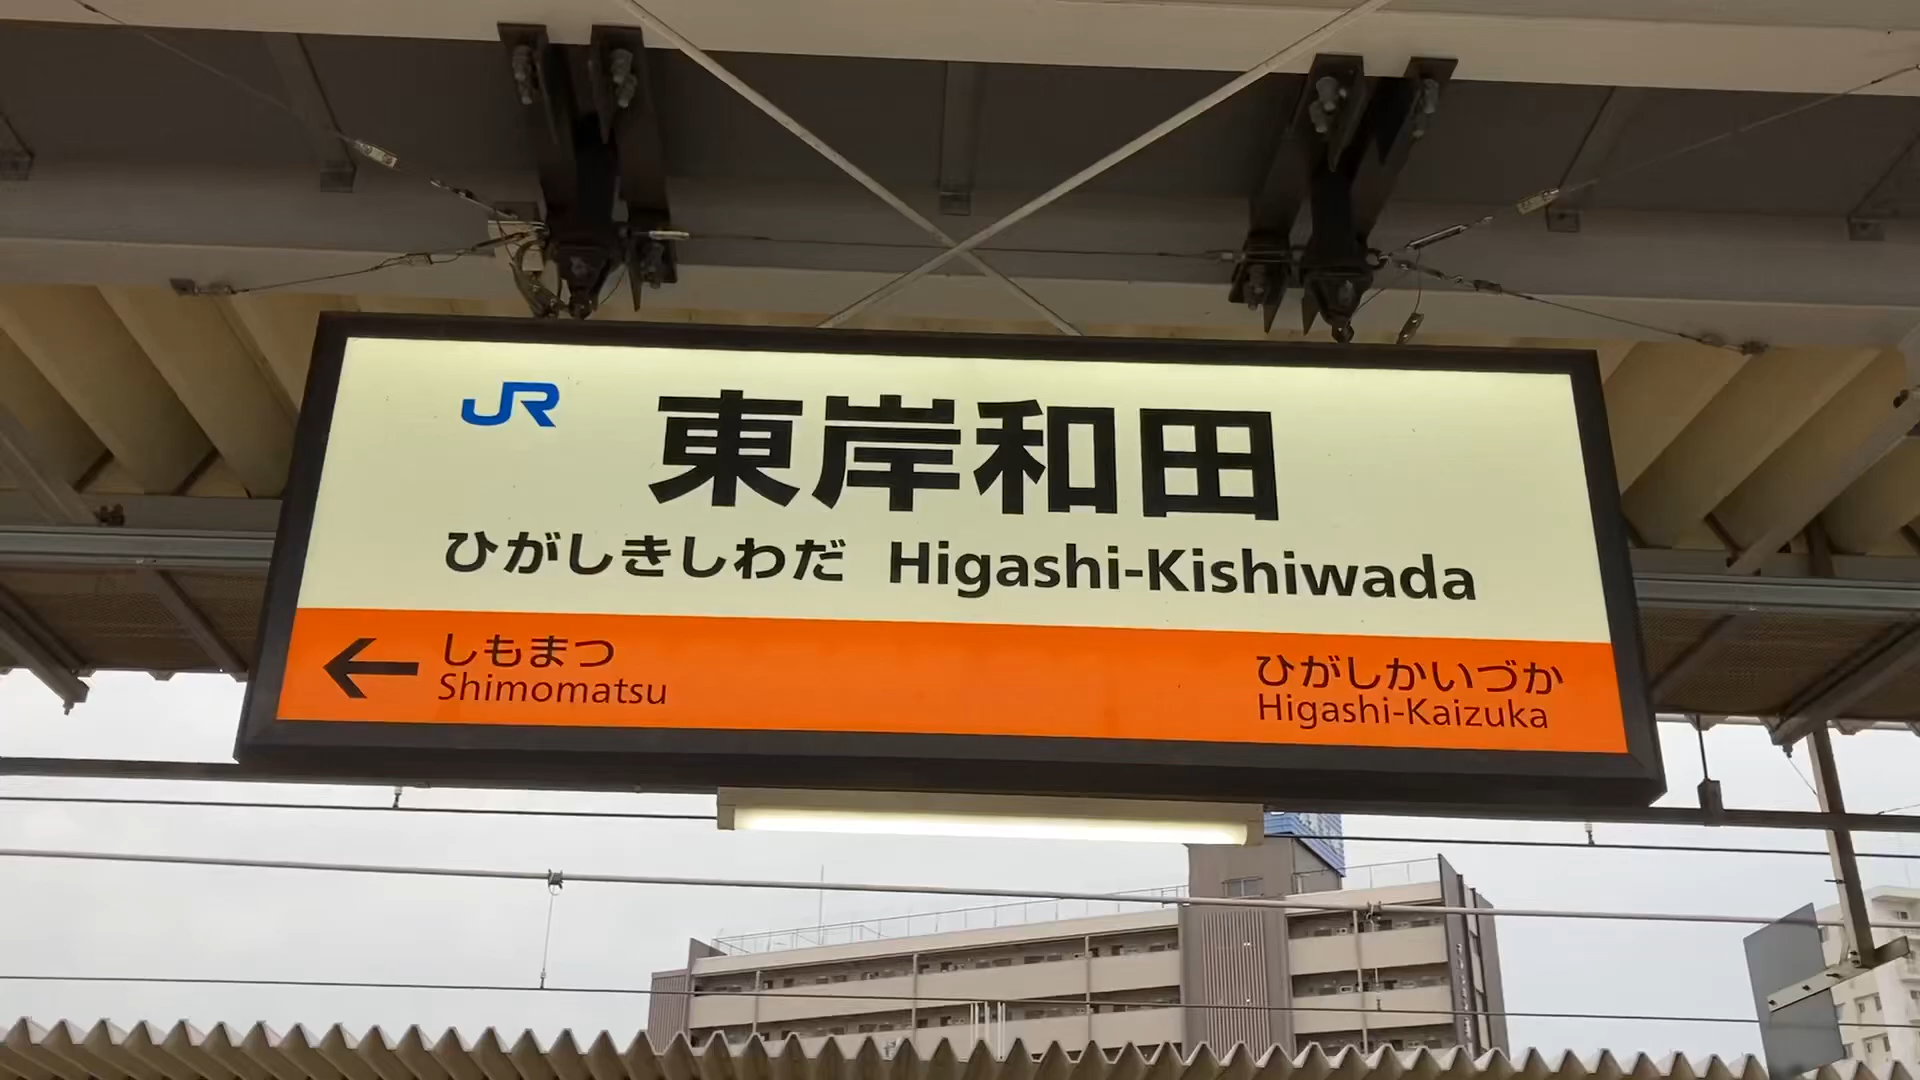 JR 東岸和田
ひがしきしわだ Higashi-Kishiwada
← しもまつ
Shimomatsu
ひがしかいづか
Higashi-Kaizuka